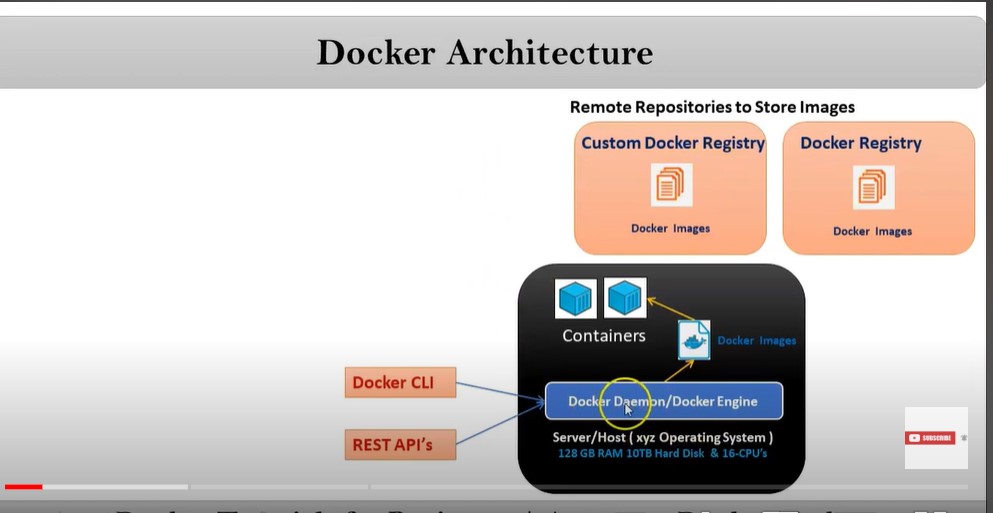 Docker Architecture
Remote Repositories to Store Images
Custom Docker Registry
Docker Images
Docker Registry
Docker Images
Containers
Docker Images
Docker CLI
REST API's
Docker Daemon/Docker Engine
Server/Host ( xyz Operating System )
128 GB RAM 10TB Hard Disk & 16-CPU's
SUBSCRIBE